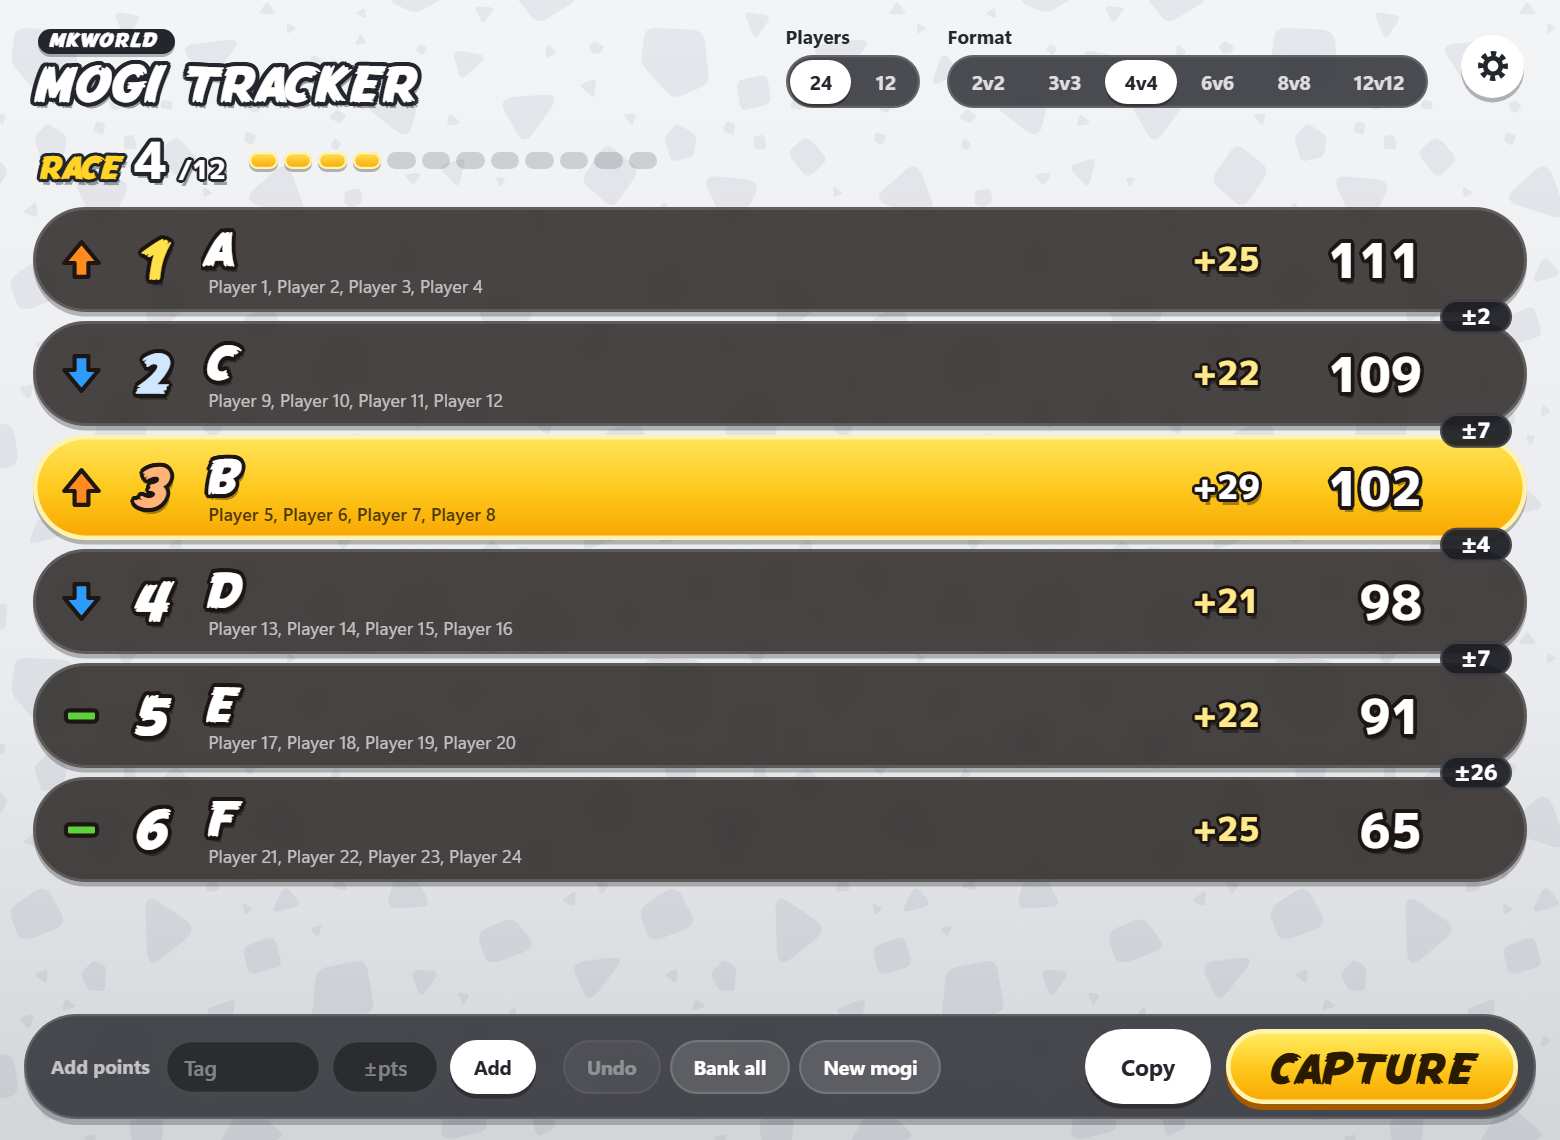 MKWORLD
MOGI TRACKER
Players
24 12
Format
2v2 3v3 4v4 6v6 8v8 12v12
RACE 4 /12
1 A +25 111
Player 1, Player 2, Player 3, Player 4
±2
2 C +22 109
Player 9, Player 10, Player 11, Player 12
±7
3 B +29 102
Player 5, Player 6, Player 7, Player 8
±4
4 D +21 98
Player 13, Player 14, Player 15, Player 16
±7
5 E +22 91
Player 17, Player 18, Player 19, Player 20
±26
6 F +25 65
Player 21, Player 22, Player 23, Player 24
Add points Tag ±pts Add Undo Bank all New mogi Copy CAPTURE